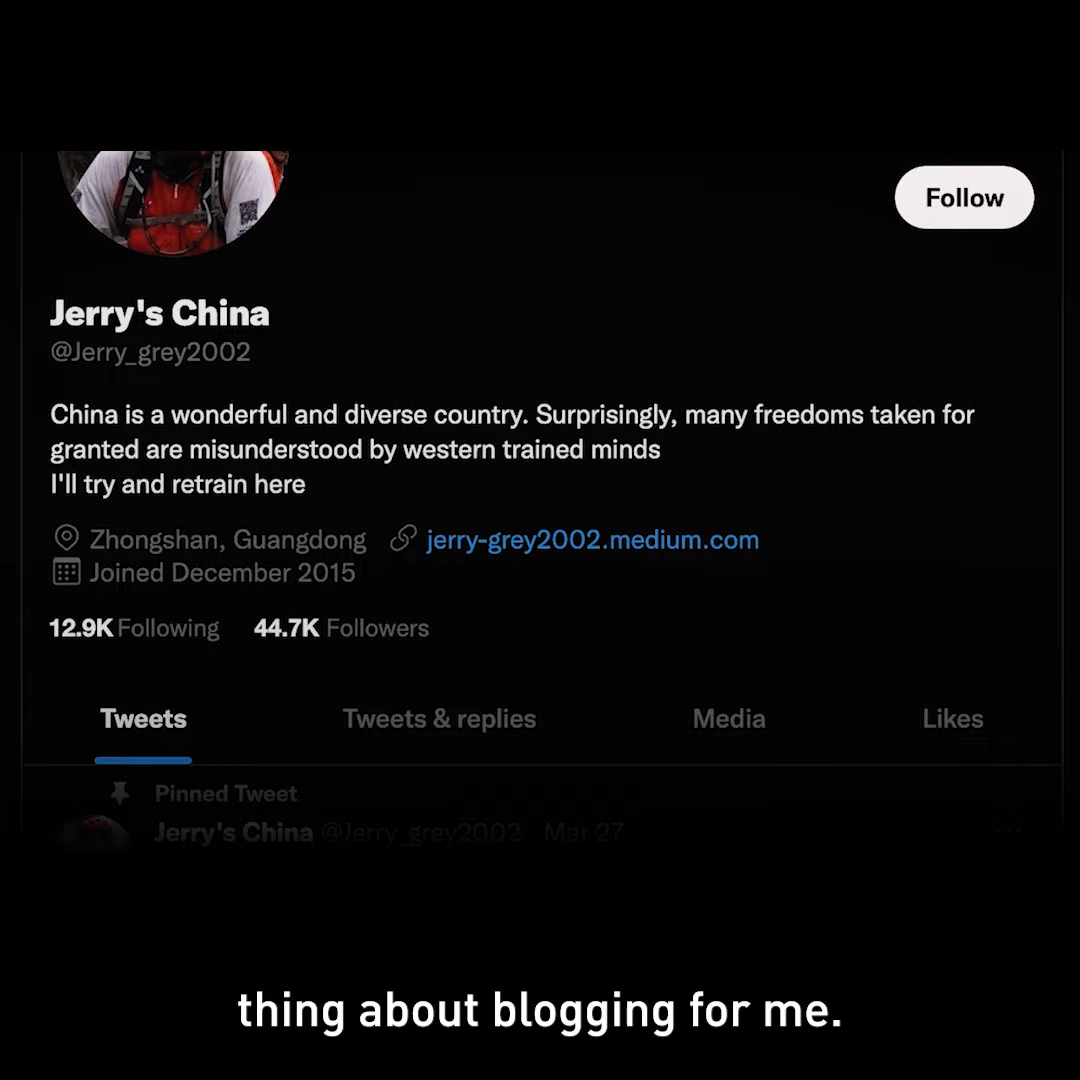 Follow
Jerry's China
@Jerry_grey2002
China is a wonderful and diverse country. Surprisingly, many freedoms taken for
granted are misunderstood by western trained minds
I'll try and retrain here
Zhongshan, Guangdong jerry-grey2002.medium.com
Joined December 2015
12.9K Following 44.7K Followers
Tweets Tweets & replies Media Likes
Pinned Tweet
Jerry's China @Jerry_grey2002 Mar 27
thing about blogging for me.